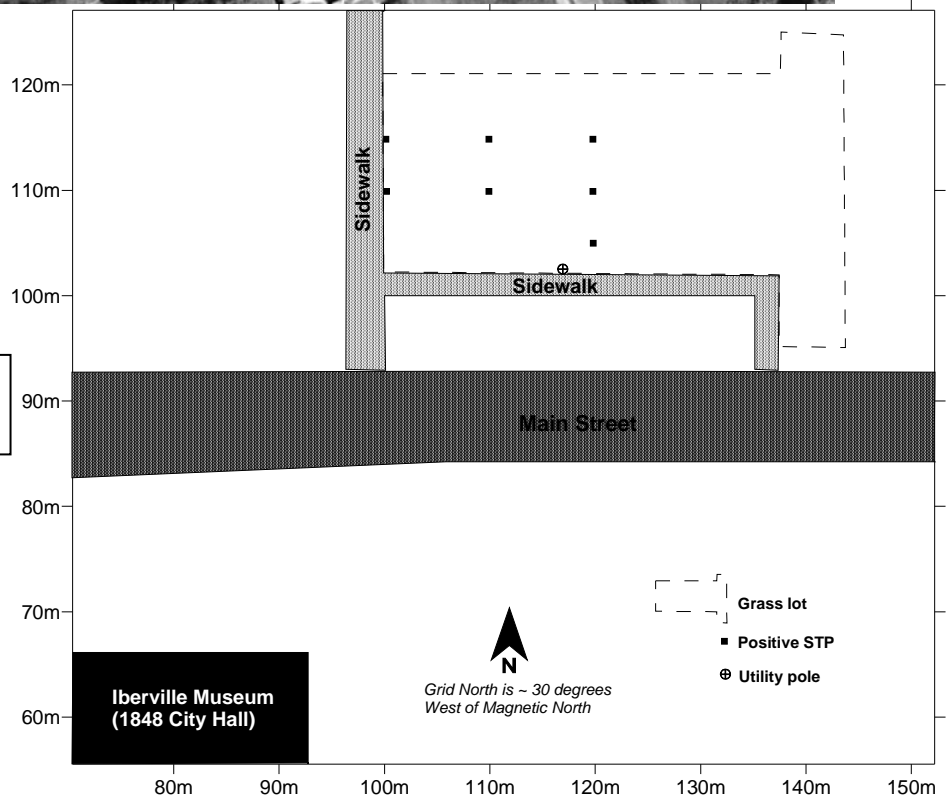 120m
110m
100m
90m
80m
70m
60m
Sidewalk
Sidewalk
Main Street
Grass lot
Positive STP
Utility pole
N
Grid North is ~ 30 degrees
West of Magnetic North
Iberville Museum
(1848 City Hall)
80m
90m
100m
110m
120m
130m
140m
150m